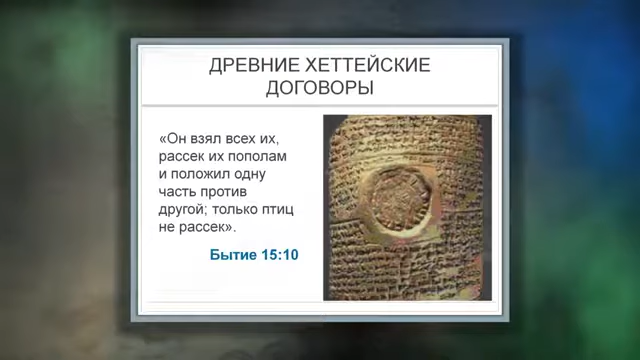 ДРЕВНИЕ ХЕТТЕЙСКИЕ
ДОГОВОРЫ
«Он взял всех их,
рассек их пополам
и положил одну
часть против
другой; только птиц
не рассек».
Бытие 15:10